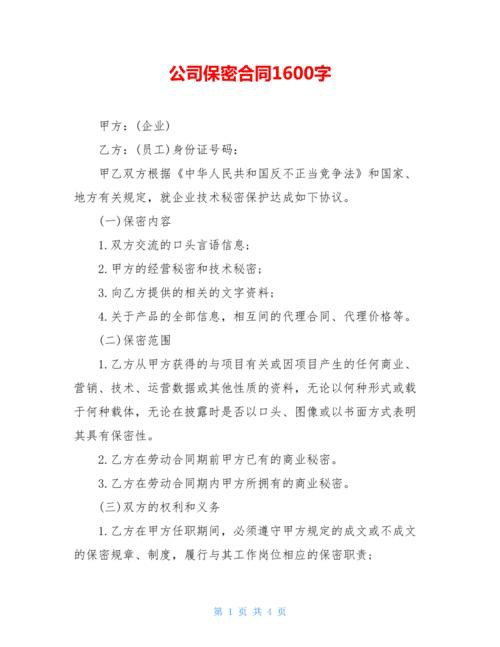 公司保密合同1600字
甲方：(企业)
乙方：(员工)身份证号码：
甲乙双方根据《中华人民共和国反不正当竞争法》和国家、
地方有关规定，就企业技术秘密保护达成如下协议。
(一)保密内容
1.双方交流的口头言语信息；
2.甲方的经营秘密和技术秘密；
3.向乙方提供的相关的文字资料；
4.关于产品的全部信息，相互间的代理合同、代理价格等。
(二)保密范围
1.乙方从甲方获得的与项目有关或因项目产生的任何商业、
营销、技术、运营数据或其他性质的资料，无论以何种形式或载
于何种载体，无论在披露时是否以口头、图像或以书面方式表明
其具有保密性。
2.乙方在劳动合同期前甲方已有的商业秘密。
3.乙方在劳动合同期内甲方所拥有的商业秘密。
(三)双方的权利和义务
1.乙方在甲方任职期间，必须遵守甲方规定的成文或不成文
的保密规章、制度，履行与其工作岗位相应的保密职责；
第 1 页 共 4 页